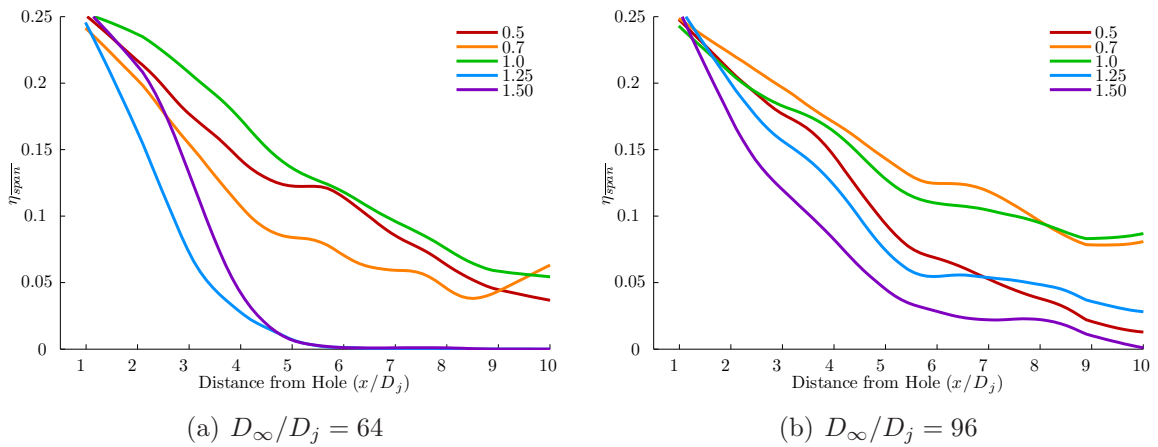 0.25
0.2
0.15
0.1
0.05
0
η_span
1 2 3 4 5 6 7 8 9 10
Distance from Hole (x/D_j)
0.5
0.7
1.0
1.25
1.50
(a) D_∞/D_j = 64
0.25
0.2
0.15
0.1
0.05
0
η_span
1 2 3 4 5 6 7 8 9 10
Distance from Hole (x/D_j)
0.5
0.7
1.0
1.25
1.50
(b) D_∞/D_j = 96